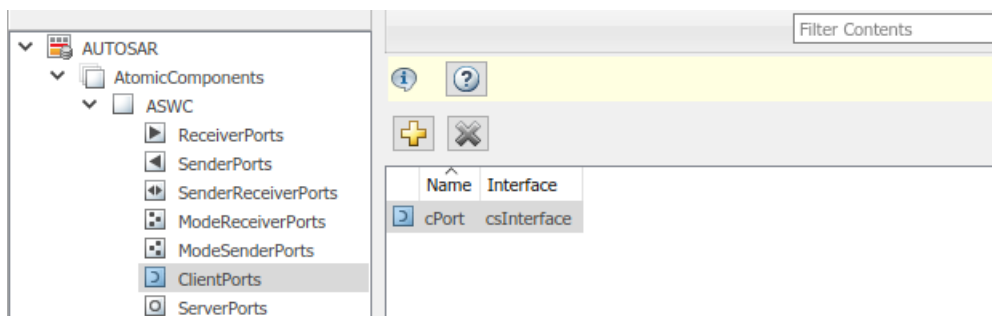 Filter Contents
AUTOSAR
AtomicComponents
ASWC
ReceiverPorts
SenderPorts
SenderReceiverPorts
ModeReceiverPorts
ModeSenderPorts
ClientPorts
ServerPorts
Name Interface
cPort csInterface